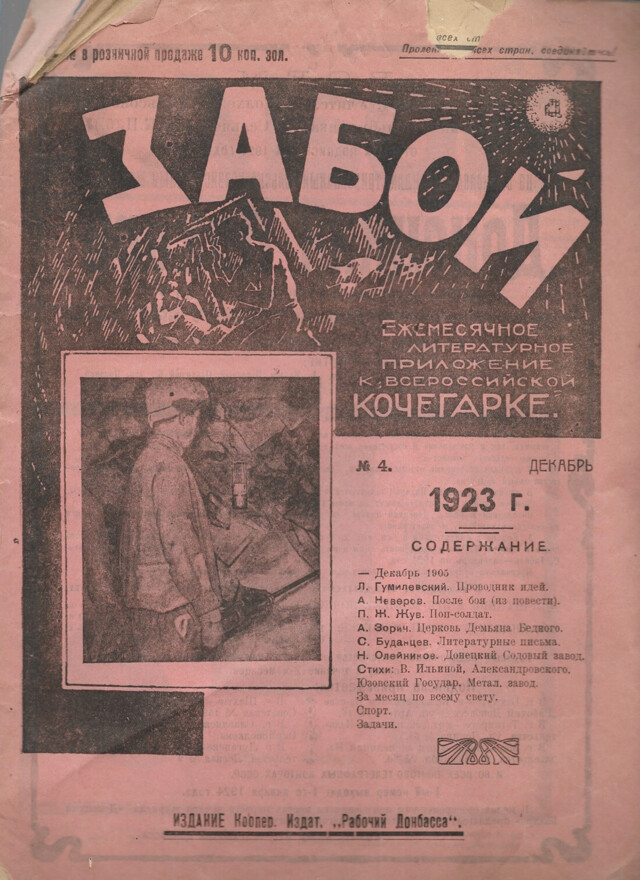 в розничной продаже 10 коп. зол.
всех стран, соединяйтесь!
ЗАБОЙ
ЕЖЕМЕСЯЧНОЕ
ЛИТЕРАТУРНОЕ
ПРИЛОЖЕНИЕ
К „ВСЕРОССИЙСКОЙ
КОЧЕГАРКЕ.
№ 4. ДЕКАБРЬ
1923 г.
СОДЕРЖАНИЕ.
— Декабрь 1905
Л. Гумилевский. Проводник идей.
А. Неверов. После боя (из повести).
П. Ж. Жув. Поп-солдат.
А. Зорич. Церковь Демьяна Бедного.
С. Буданцев. Литературные письма.
Н. Олейников. Донецкий Содовый завод.
Стихи: В. Ильиной, Александровского.
Юзовский Государ. Метал. завод.
За месяц по всему свету.
Спорт.
Задачи.
ИЗДАНИЕ Коопер. Издат. „Рабочий Донбасса“.